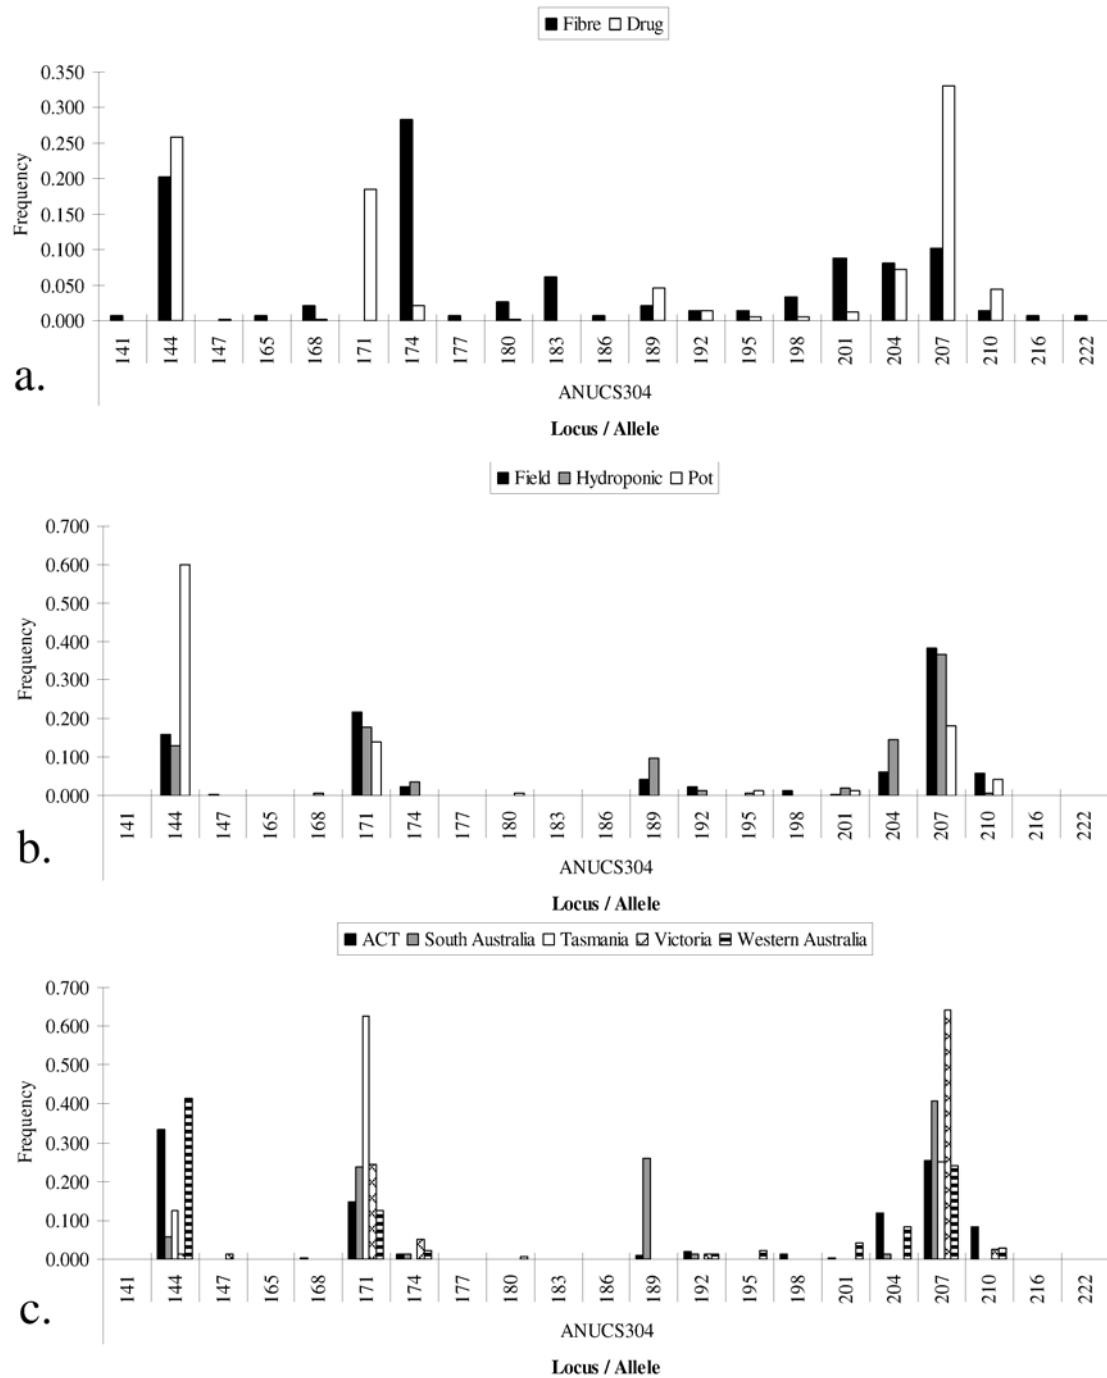 Fibre Drug
0.350
0.300
0.250
0.200
0.150
0.100
0.050
0.000
Frequency
141 144 147 165 168 171 174 177 180 183 186 189 192 195 198 201 204 207 210 216 222
a.
ANUCS304
Locus / Allele
Field Hydroponic Pot
0.700
0.600
0.500
0.400
0.300
0.200
0.100
0.000
Frequency
141 144 147 165 168 171 174 177 180 183 186 189 192 195 198 201 204 207 210 216 222
b.
ANUCS304
Locus / Allele
ACT South Australia Tasmania Victoria Western Australia
0.700
0.600
0.500
0.400
0.300
0.200
0.100
0.000
Frequency
141 144 147 165 168 171 174 177 180 183 186 189 192 195 198 201 204 207 210 216 222
c.
ANUCS304
Locus / Allele